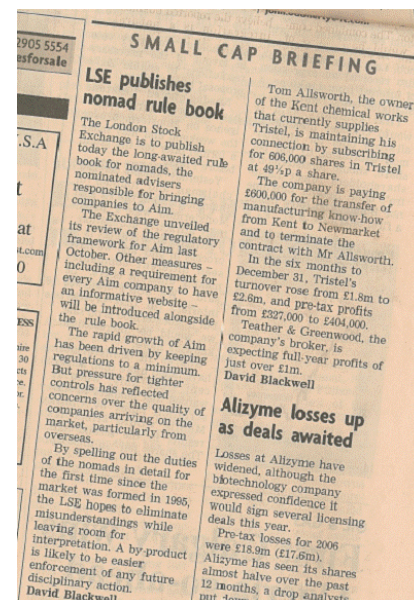 2905 5554
esforsale
.S.A
t
at
t.com
0
ESS
30
SMALL CAP BRIEFING
LSE publishes
nomad rule book
The London Stock
Exchange is to publish
today the long-awaited rule
book for nomads, the
nominated advisers
responsible for bringing
companies to Aim.
The Exchange unveiled
its review of the regulatory
framework for Aim last
October. Other measures –
including a requirement for
every Aim company to have
an informative website –
will be introduced alongside
the rule book.
The rapid growth of Aim
has been driven by keeping
regulations to a minimum.
But pressure for tighter
controls has reflected
concerns over the quality of
companies arriving on the
market, particularly from
overseas.
By spelling out the duties
of the nomads in detail for
the first time since the
market was formed in 1995,
the LSE hopes to eliminate
misunderstandings while
leaving room for
interpretation. A by-product
is likely to be easier
enforcement of any future
disciplinary action.
David Blackwell
Tom Allsworth, the owner
of the Kent chemical works
that currently supplies
Tristel, is maintaining his
connection by subscribing
for 606,000 shares in Tristel
at 49½p a share.
The company is paying
£600,000 for the transfer of
manufacturing know-how
from Kent to Newmarket
and to terminate the
contract with Mr Allsworth.
In the six months to
December 31, Tristel's
turnover rose from £1.8m to
£2.6m, and pre-tax profits
from £327,000 to £404,000.
Teather & Greenwood, the
company's broker, is
expecting full-year profits of
just over £1m.
David Blackwell
Alizyme losses up
as deals awaited
Losses at Alizyme have
widened, although the
biotechnology company
expressed confidence it
would sign several licensing
deals this year.
Pre-tax losses for 2006
were £18.9m (£17.6m).
Alizyme has seen its shares
almost halve over the past
12 months, a drop analysts
put down